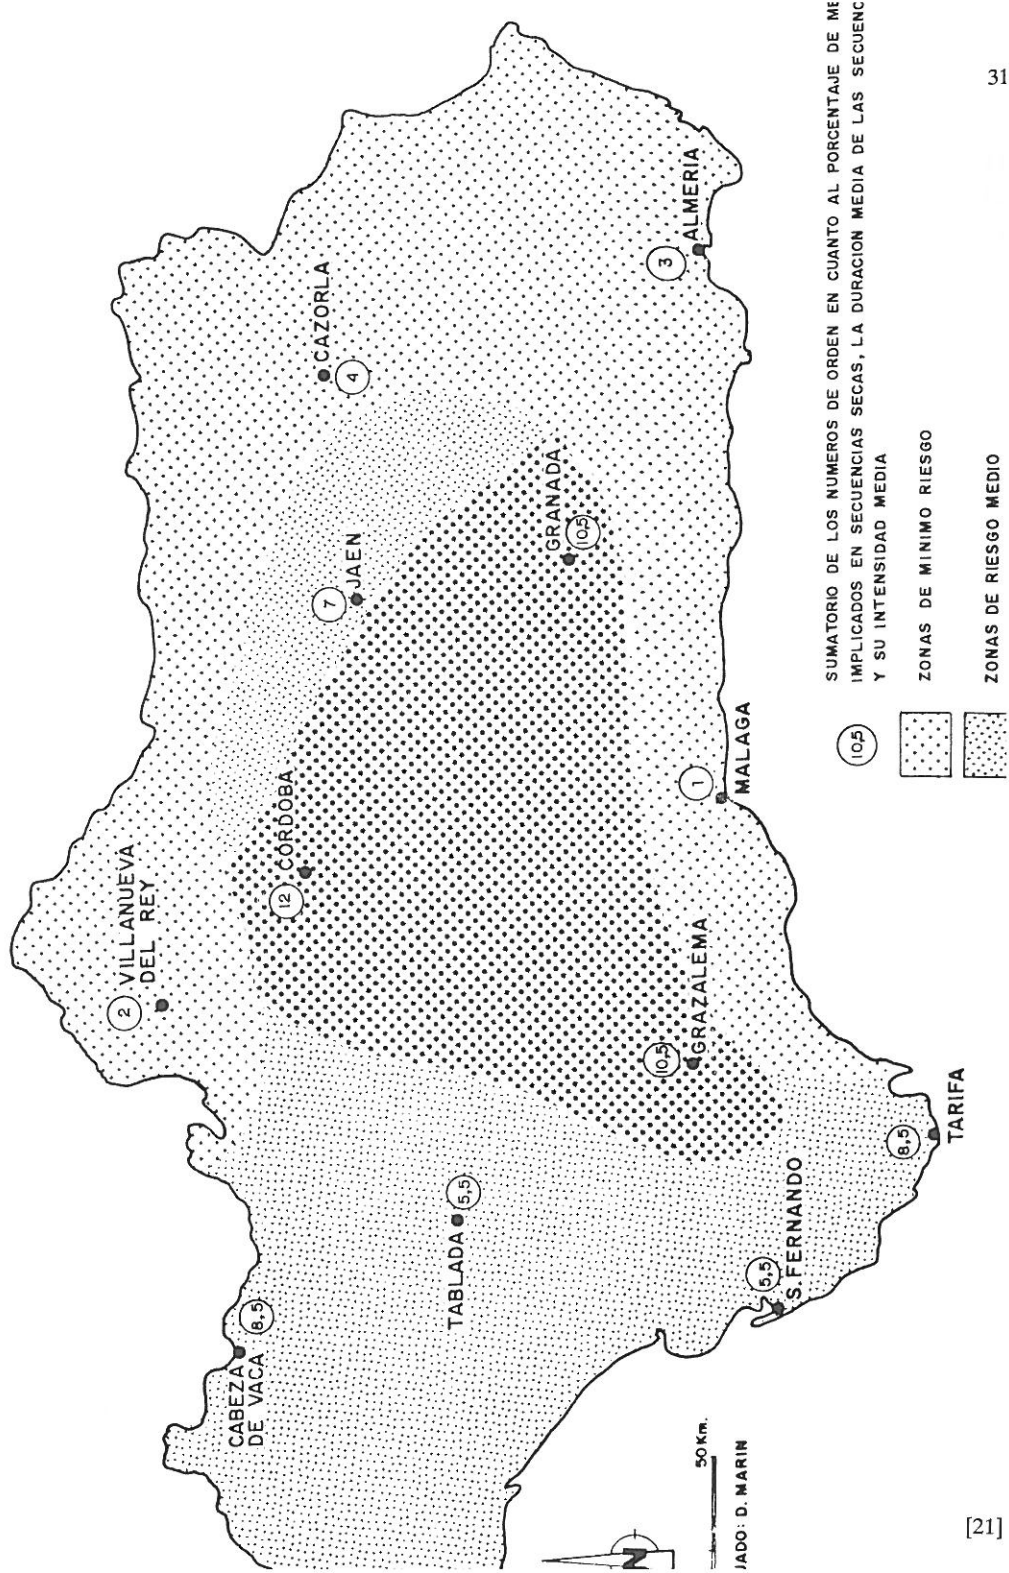 VILLANUEVA
DEL REY
2
CABEZA
DE VACA
8,5
CORDOBA
12
JAEN
7
CAZORLA
4
TABLADA
5,5
GRANADA
10,5
GRAZALEMA
10,5
MALAGA
1
ALMERIA
3
S. FERNANDO
5,5
TARIFA
8,5
N
50 Km.
JADO: D. MARIN
10,5
SUMATORIO DE LOS NUMEROS DE ORDEN EN CUANTO AL PORCENTAJE DE ME
IMPLICADOS EN SECUENCIAS SECAS, LA DURACION MEDIA DE LAS SECUENC
Y SU INTENSIDAD MEDIA
ZONAS DE MINIMO RIESGO
ZONAS DE RIESGO MEDIO
[21]
31